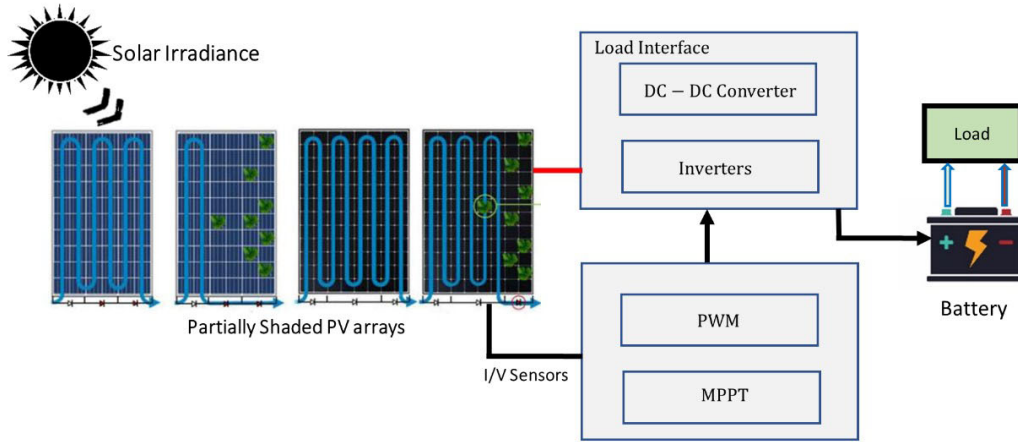 Solar Irradiance
Load Interface
DC − DC Converter
Inverters
Load
+ −
Battery
Partially Shaded PV arrays
I/V Sensors
PWM
MPPT